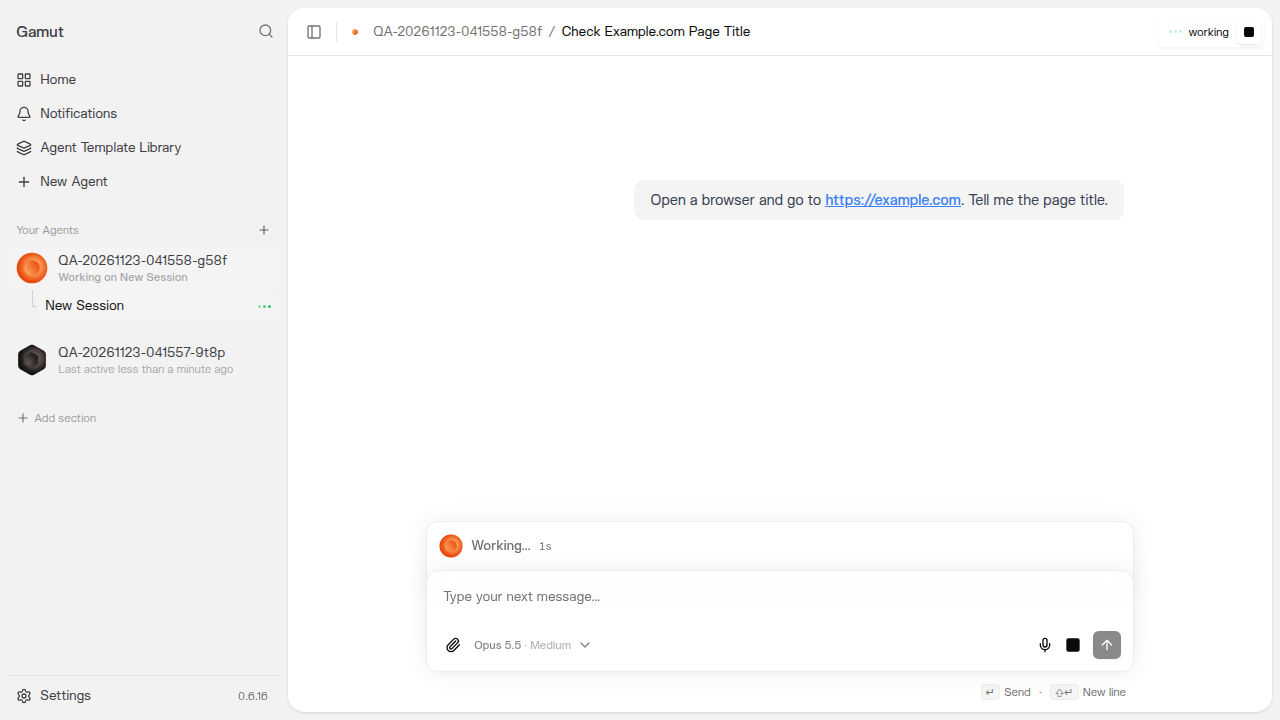 Gamut
Home
Notifications
Agent Template Library
New Agent
Your Agents
QA-20261123-041558-g58f
Working on New Session
New Session
QA-20261123-041557-9t8p
Last active less than a minute ago
Add section
Settings
0.6.16
QA-20261123-041558-g58f / Check Example.com Page Title
working
Open a browser and go to https://example.com. Tell me the page title.
Working... 1s
Type your next message...
Opus 5.5 · Medium
Send · New line